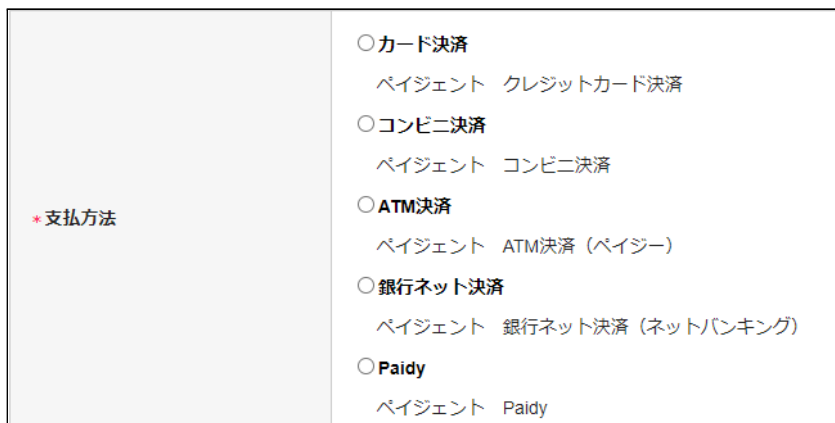 *支払方法
○カード決済
ペイジェント　クレジットカード決済
○コンビニ決済
ペイジェント　コンビニ決済
○ATM決済
ペイジェント　ATM決済（ペイジー）
○銀行ネット決済
ペイジェント　銀行ネット決済（ネットバンキング）
○Paidy
ペイジェント　Paidy